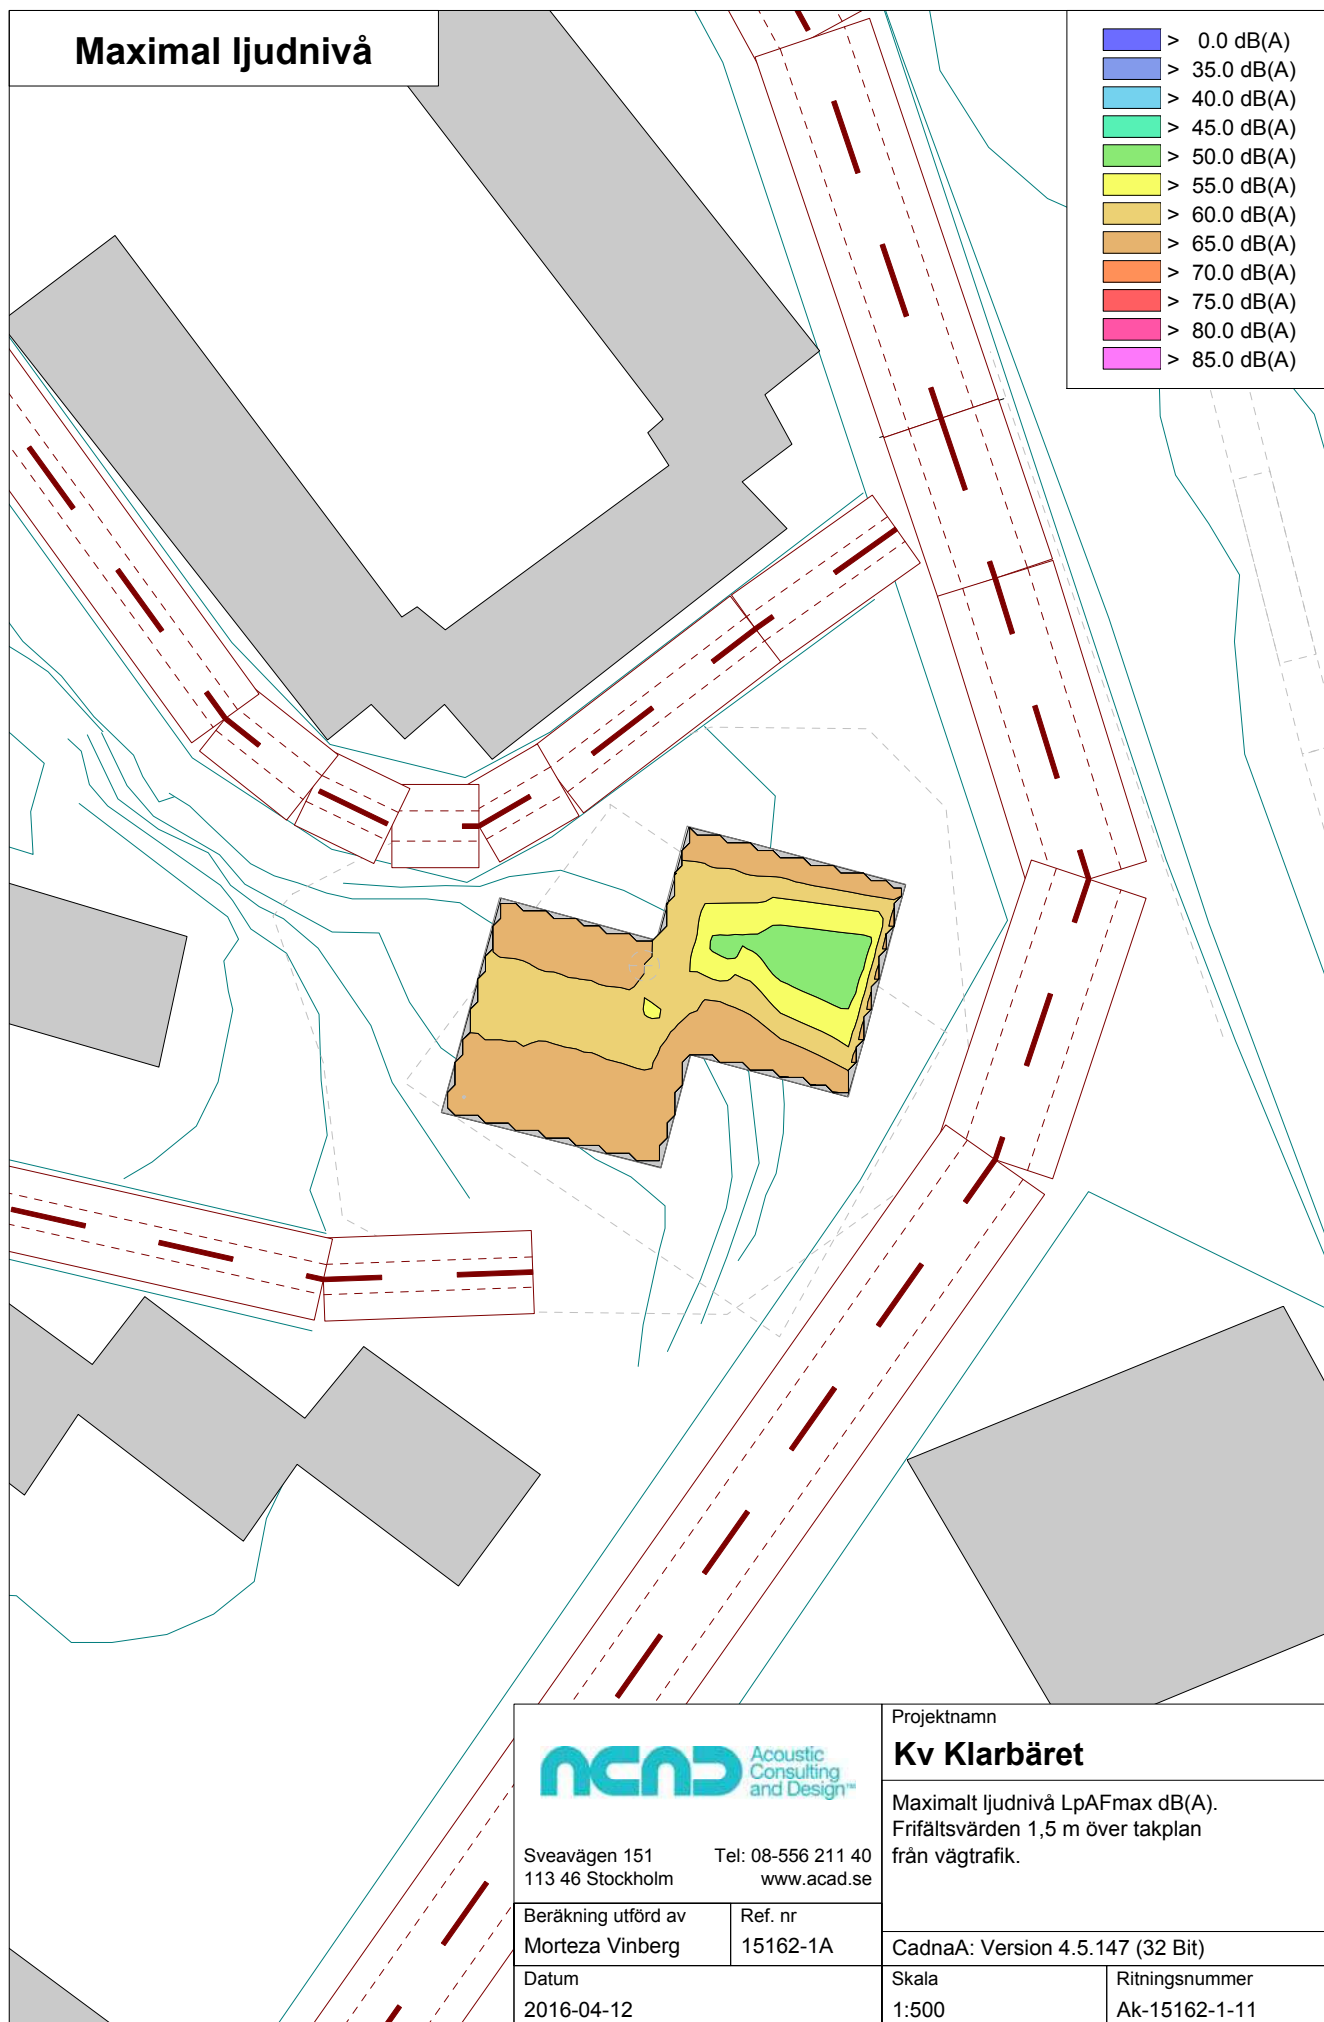 Maximal ljudnivå
> 0.0 dB(A)
> 35.0 dB(A)
> 40.0 dB(A)
> 45.0 dB(A)
> 50.0 dB(A)
> 55.0 dB(A)
> 60.0 dB(A)
> 65.0 dB(A)
> 70.0 dB(A)
> 75.0 dB(A)
> 80.0 dB(A)
> 85.0 dB(A)
ACAD
Acoustic
Consulting
and Design™
Sveavägen 151
113 46 Stockholm
Tel: 08-556 211 40
www.acad.se
Projektnamn
Kv Klarbäret
Maximalt ljudnivå LpAFmax dB(A).
Frifältsvärden 1,5 m över takplan
från vägtrafik.
Beräkning utförd av
Morteza Vinberg
Ref. nr
15162-1A
CadnaA: Version 4.5.147 (32 Bit)
Datum
2016-04-12
Skala
1:500
Ritningsnummer
Ak-15162-1-11